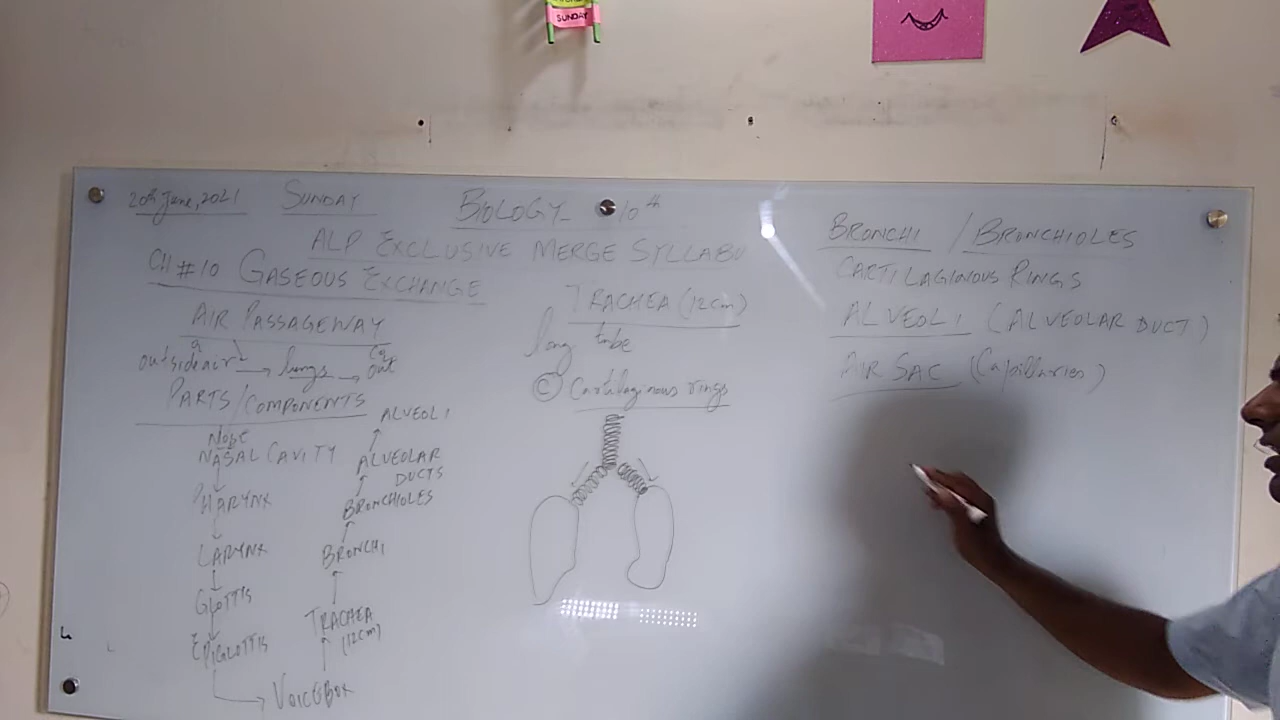 SUNDAY
20th June, 2021 SUNDAY BIOLOGY- 10th
ALP EXCLUSIVE MERGE SYLLABU
CH #10 GASEOUS EXCHANGE
AIR PASSAGEWAY
outside air → lungs → out
PARTS/COMPONENTS
Nose
NASAL CAVITY
PHARYNX
LARYNX
GLOTTIS
EPIGLOTTIS
VOICEBOX
TRACHEA
(12cm)
BRONCHI
BRONCHIOLES
ALVEOLAR
DUCTS
ALVEOLI
TRACHEA (12cm)
long tube
© Cartilaginous rings
BRONCHI / BRONCHIOLES
CARTILAGINOUS RINGS
ALVEOLI (ALVEOLAR DUCT)
AIR SAC (Capillaries)